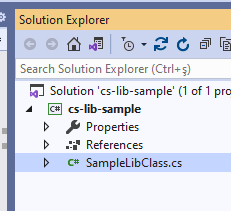 Solution Explorer
Search Solution Explorer (Ctrl+ş)
Solution 'cs-lib-sample' (1 of 1 pro
C# cs-lib-sample
Properties
References
C# SampleLibClass.cs